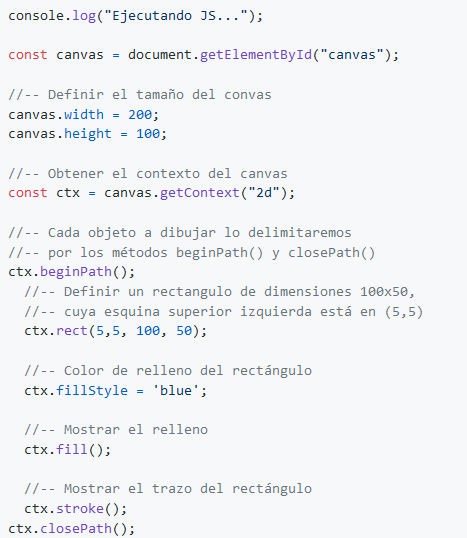 console.log("Ejecutando JS...");
const canvas = document.getElementById("canvas");
//-- Definir el tamaño del convas
canvas.width = 200;
canvas.height = 100;
//-- Obtener el contexto del canvas
const ctx = canvas.getContext("2d");
//-- Cada objeto a dibujar lo delimitaremos
//-- por los métodos beginPath() y closePath()
ctx.beginPath();
//-- Definir un rectangulo de dimensiones 100x50,
//-- cuya esquina superior izquierda está en (5,5)
ctx.rect(5,5, 100, 50);
//-- Color de relleno del rectángulo
ctx.fillStyle = 'blue';
//-- Mostrar el relleno
ctx.fill();
//-- Mostrar el trazo del rectángulo
ctx.stroke();
ctx.closePath();